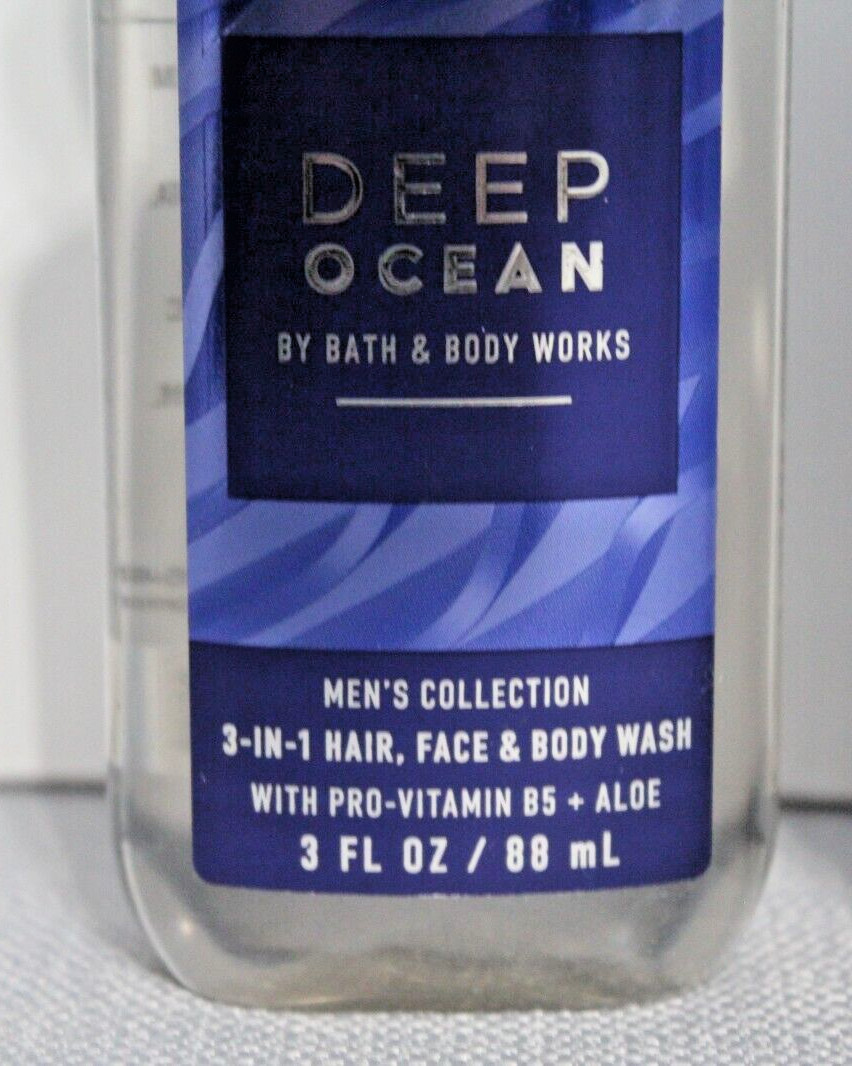 DEEP
OCEAN
BY BATH & BODY WORKS
MEN'S COLLECTION
3-IN-1 HAIR, FACE & BODY WASH
WITH PRO-VITAMIN B5 + ALOE
3 FL OZ / 88 mL